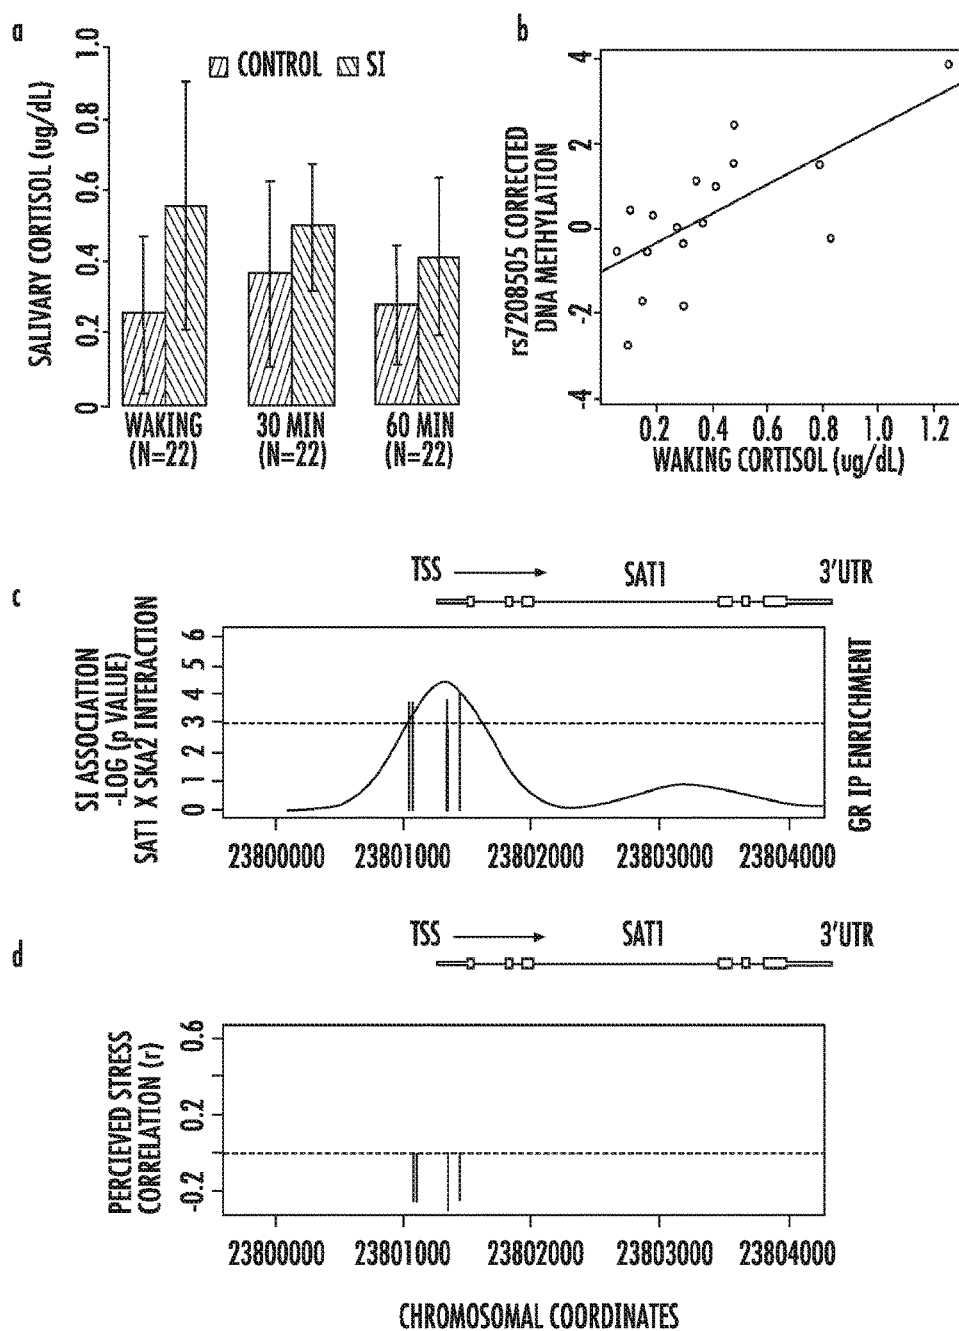 a
SALIVARY CORTISOL (ug/dL)
1.0
0.8
0.6
0.4
0.2
0
CONTROL
SI
WAKING
(N=22)
30 MIN
(N=22)
60 MIN
(N=22)
b
rs7208505 CORRECTED
DNA METHYLATION
4
2
0
-2
-4
0.2 0.4 0.6 0.8 1.0 1.2
WAKING CORTISOL (ug/dL)
c
TSS SAT1 3'UTR
SI ASSOCIATION
-LOG (p VALUE)
SAT1 X SKA2 INTERACTION
6
5
4
3
2
1
0
GR IP ENRICHMENT
23800000 23801000 23802000 23803000 23804000
d
TSS SAT1 3'UTR
PERCIEVED STRESS
CORRELATION (r)
0.6
0.2
-0.2
23800000 23801000 23802000 23803000 23804000
CHROMOSOMAL COORDINATES